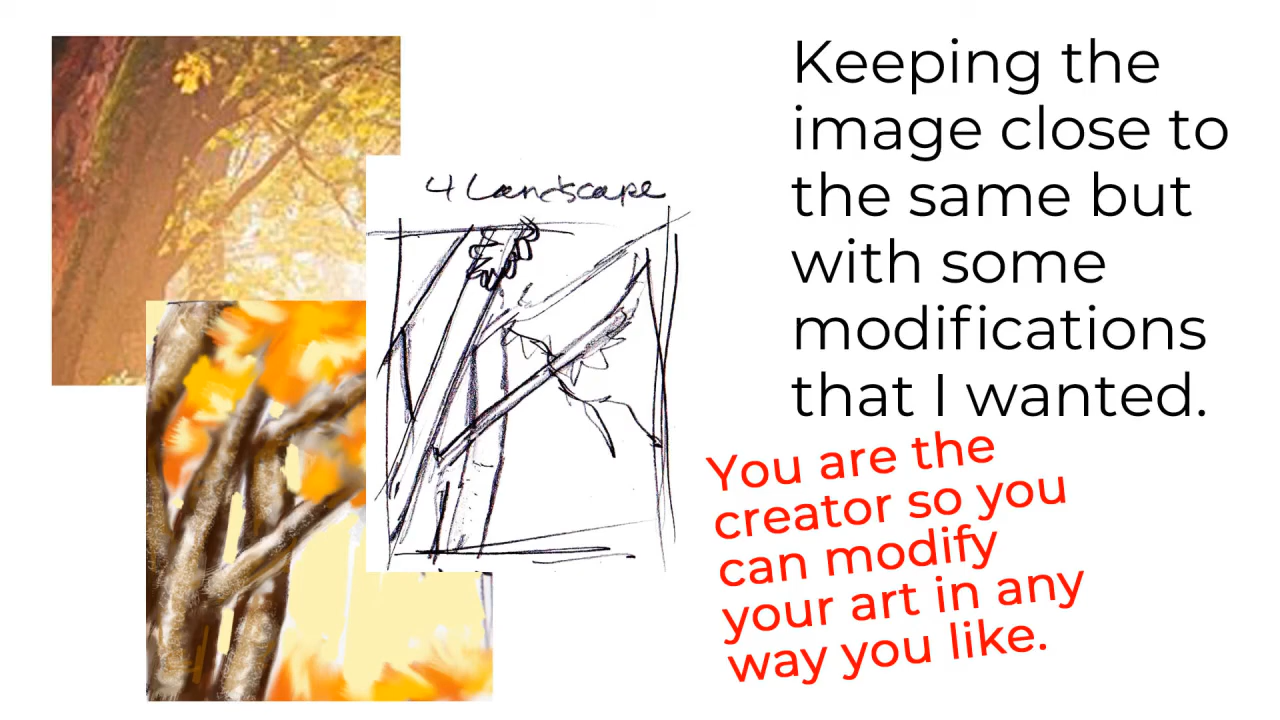 4 Landscape
Keeping the
image close to
the same but
with some
modifications
that I wanted.
You are the
creator so you
can modify
your art in any
way you like.